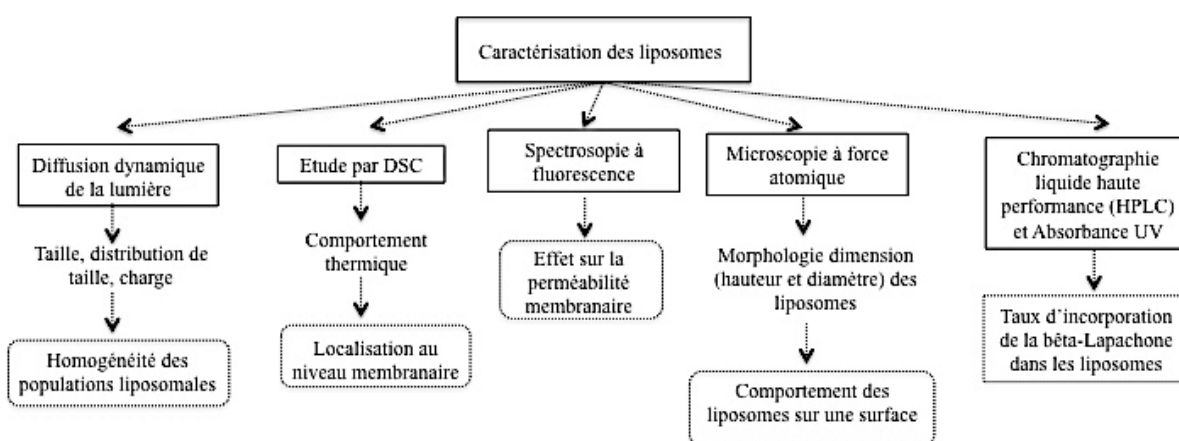 Caractérisation des liposomes
Diffusion dynamique
de la lumière
Taille, distribution de
taille, charge
Homogénéité des
populations liposomales
Etude par DSC
Comportement
thermique
Localisation au
niveau membranaire
Spectrosopie à
fluorescence
Effet sur la
perméabilité
membranaire
Microscopie à force
atomique
Morphologie dimension
(hauteur et diamètre) des
liposomes
Comportement des
liposomes sur une surface
Chromatographie
liquide haute
performance (HPLC)
et Absorbance UV
Taux d'incorporation
de la bêta-Lapachone
dans les liposomes